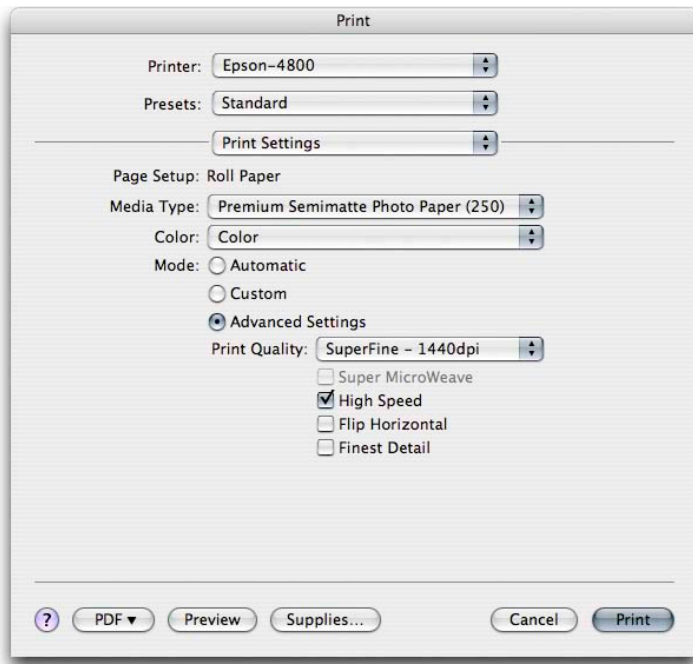 Print
Printer: Epson-4800
Presets: Standard
Print Settings
Page Setup: Roll Paper
Media Type: Premium Semimatte Photo Paper (250)
Color: Color
Mode: Automatic
Custom
Advanced Settings
Print Quality: SuperFine - 1440dpi
Super MicroWeave
High Speed
Flip Horizontal
Finest Detail
? PDF ▼ Preview Supplies... Cancel Print